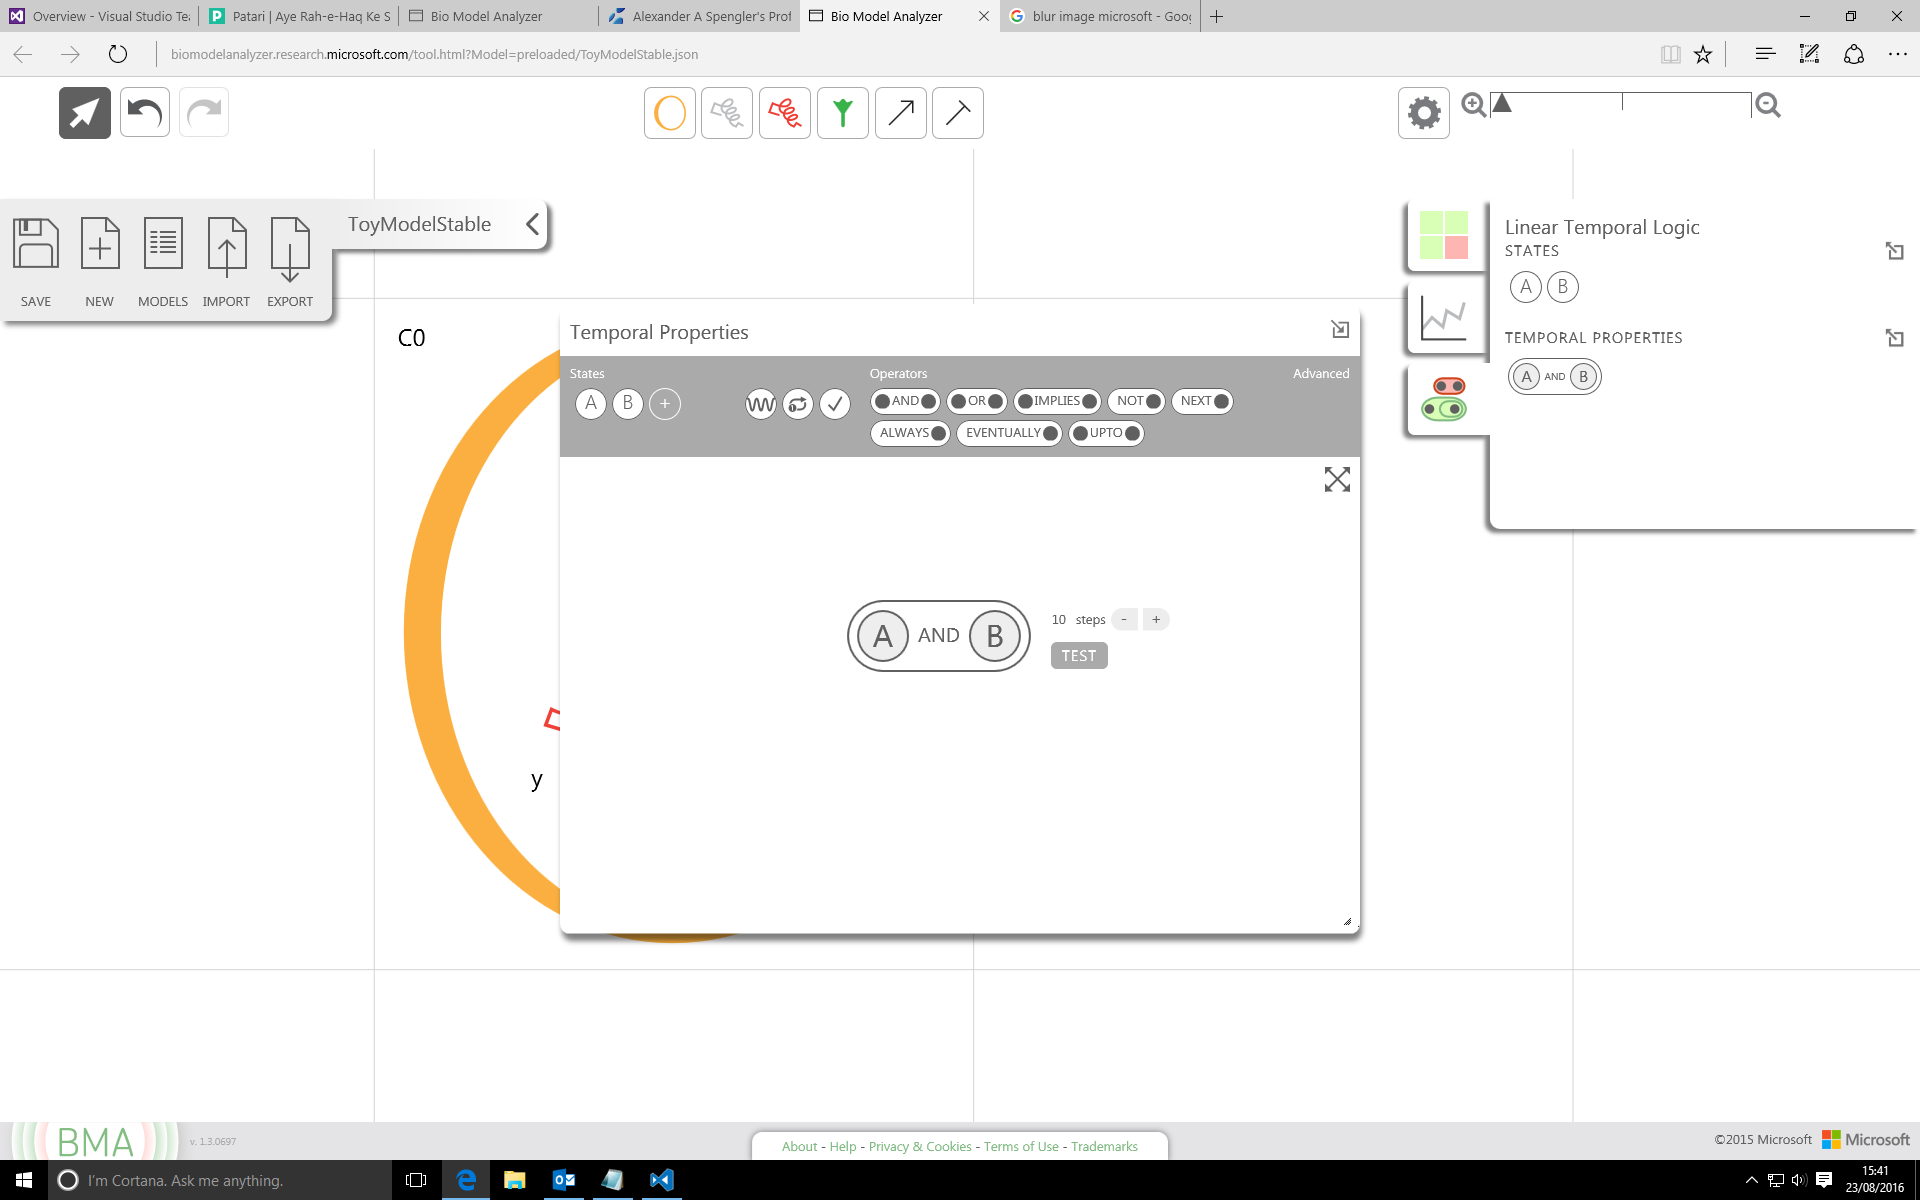 Overview - Visual Studio Tea
Patari | Aye Rah-e-Haq Ke S
Bio Model Analyzer
Alexander A Spengler's Prof
Bio Model Analyzer
blur image microsoft - Goog
biomodelanalyzer.research.microsoft.com/tool.html?Model=preloaded/ToyModelStable.json
ToyModelStable
SAVE NEW MODELS IMPORT EXPORT
C0
y
Temporal Properties
States
Operators
Advanced
A B +
AND OR IMPLIES NOT NEXT
ALWAYS EVENTUALLY UPTO
A AND B
10 steps - +
TEST
Linear Temporal Logic
STATES
A B
TEMPORAL PROPERTIES
A AND B
BMA
v. 1.3.0697
About - Help - Privacy & Cookies - Terms of Use - Trademarks
©2015 Microsoft
Microsoft
I'm Cortana. Ask me anything.
15:41
23/08/2016